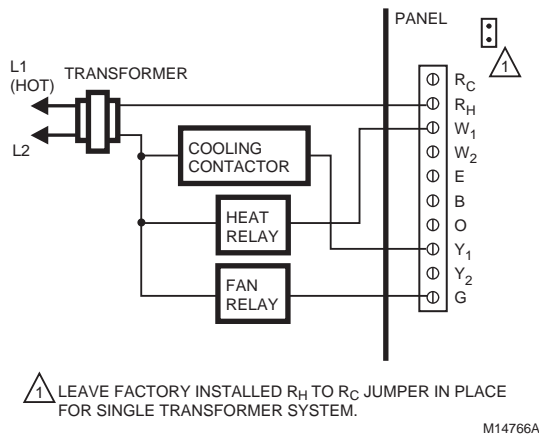 PANEL
L1
(HOT)
TRANSFORMER
L2
1
RC
RH
W1
W2
E
B
O
Y1
Y2
G
COOLING
CONTACTOR
HEAT
RELAY
FAN
RELAY
1 LEAVE FACTORY INSTALLED RH TO RC JUMPER IN PLACE
FOR SINGLE TRANSFORMER SYSTEM.
M14766A